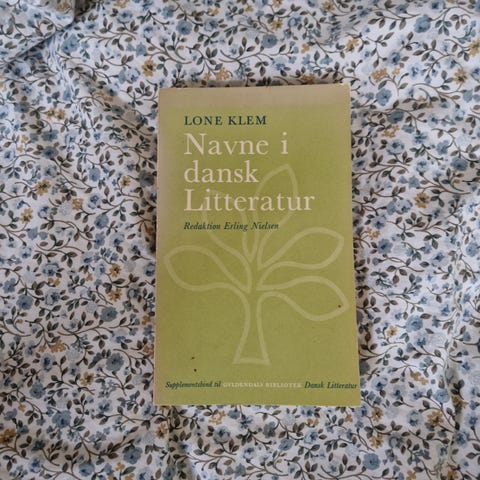 LONE KLEM
Navne i
dansk
Litteratur
Redaktion Erling Nielsen
Supplementsbind til GYLDENDALS BIBLIOTEK Dansk Litteratur